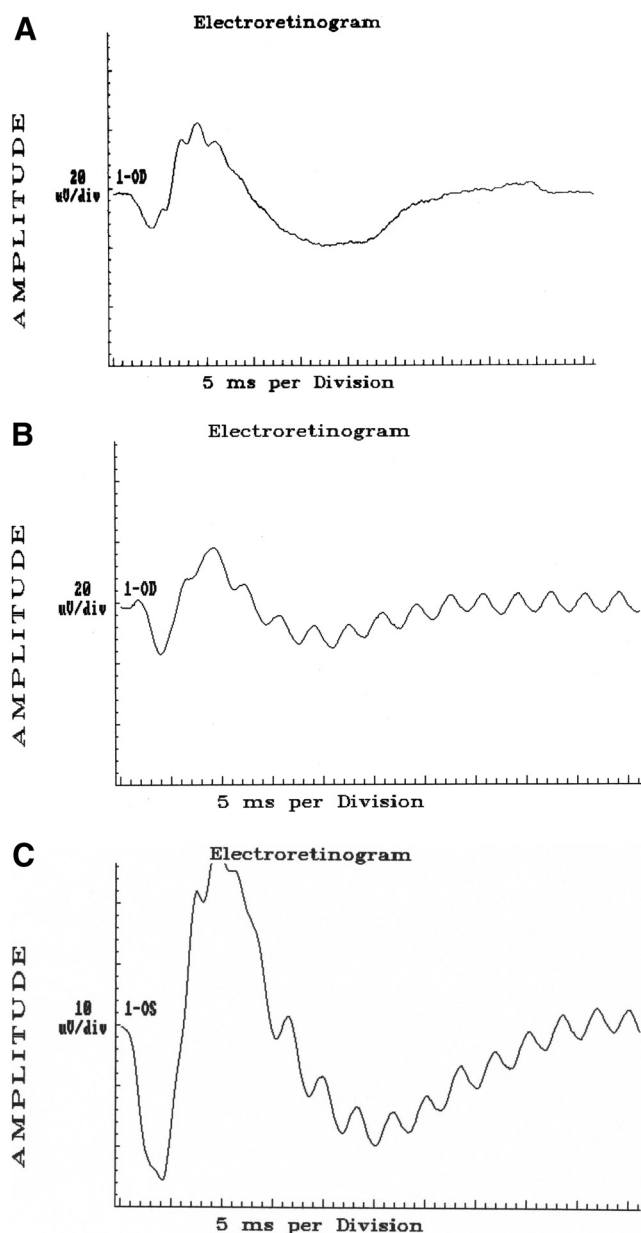 A
Electroretinogram
AMPLITUDE
20
uV/div
1-OD
5 ms per Division
B
Electroretinogram
AMPLITUDE
20
uV/div
1-OD
5 ms per Division
C
Electroretinogram
AMPLITUDE
10
uV/div
1-OS
5 ms per Division